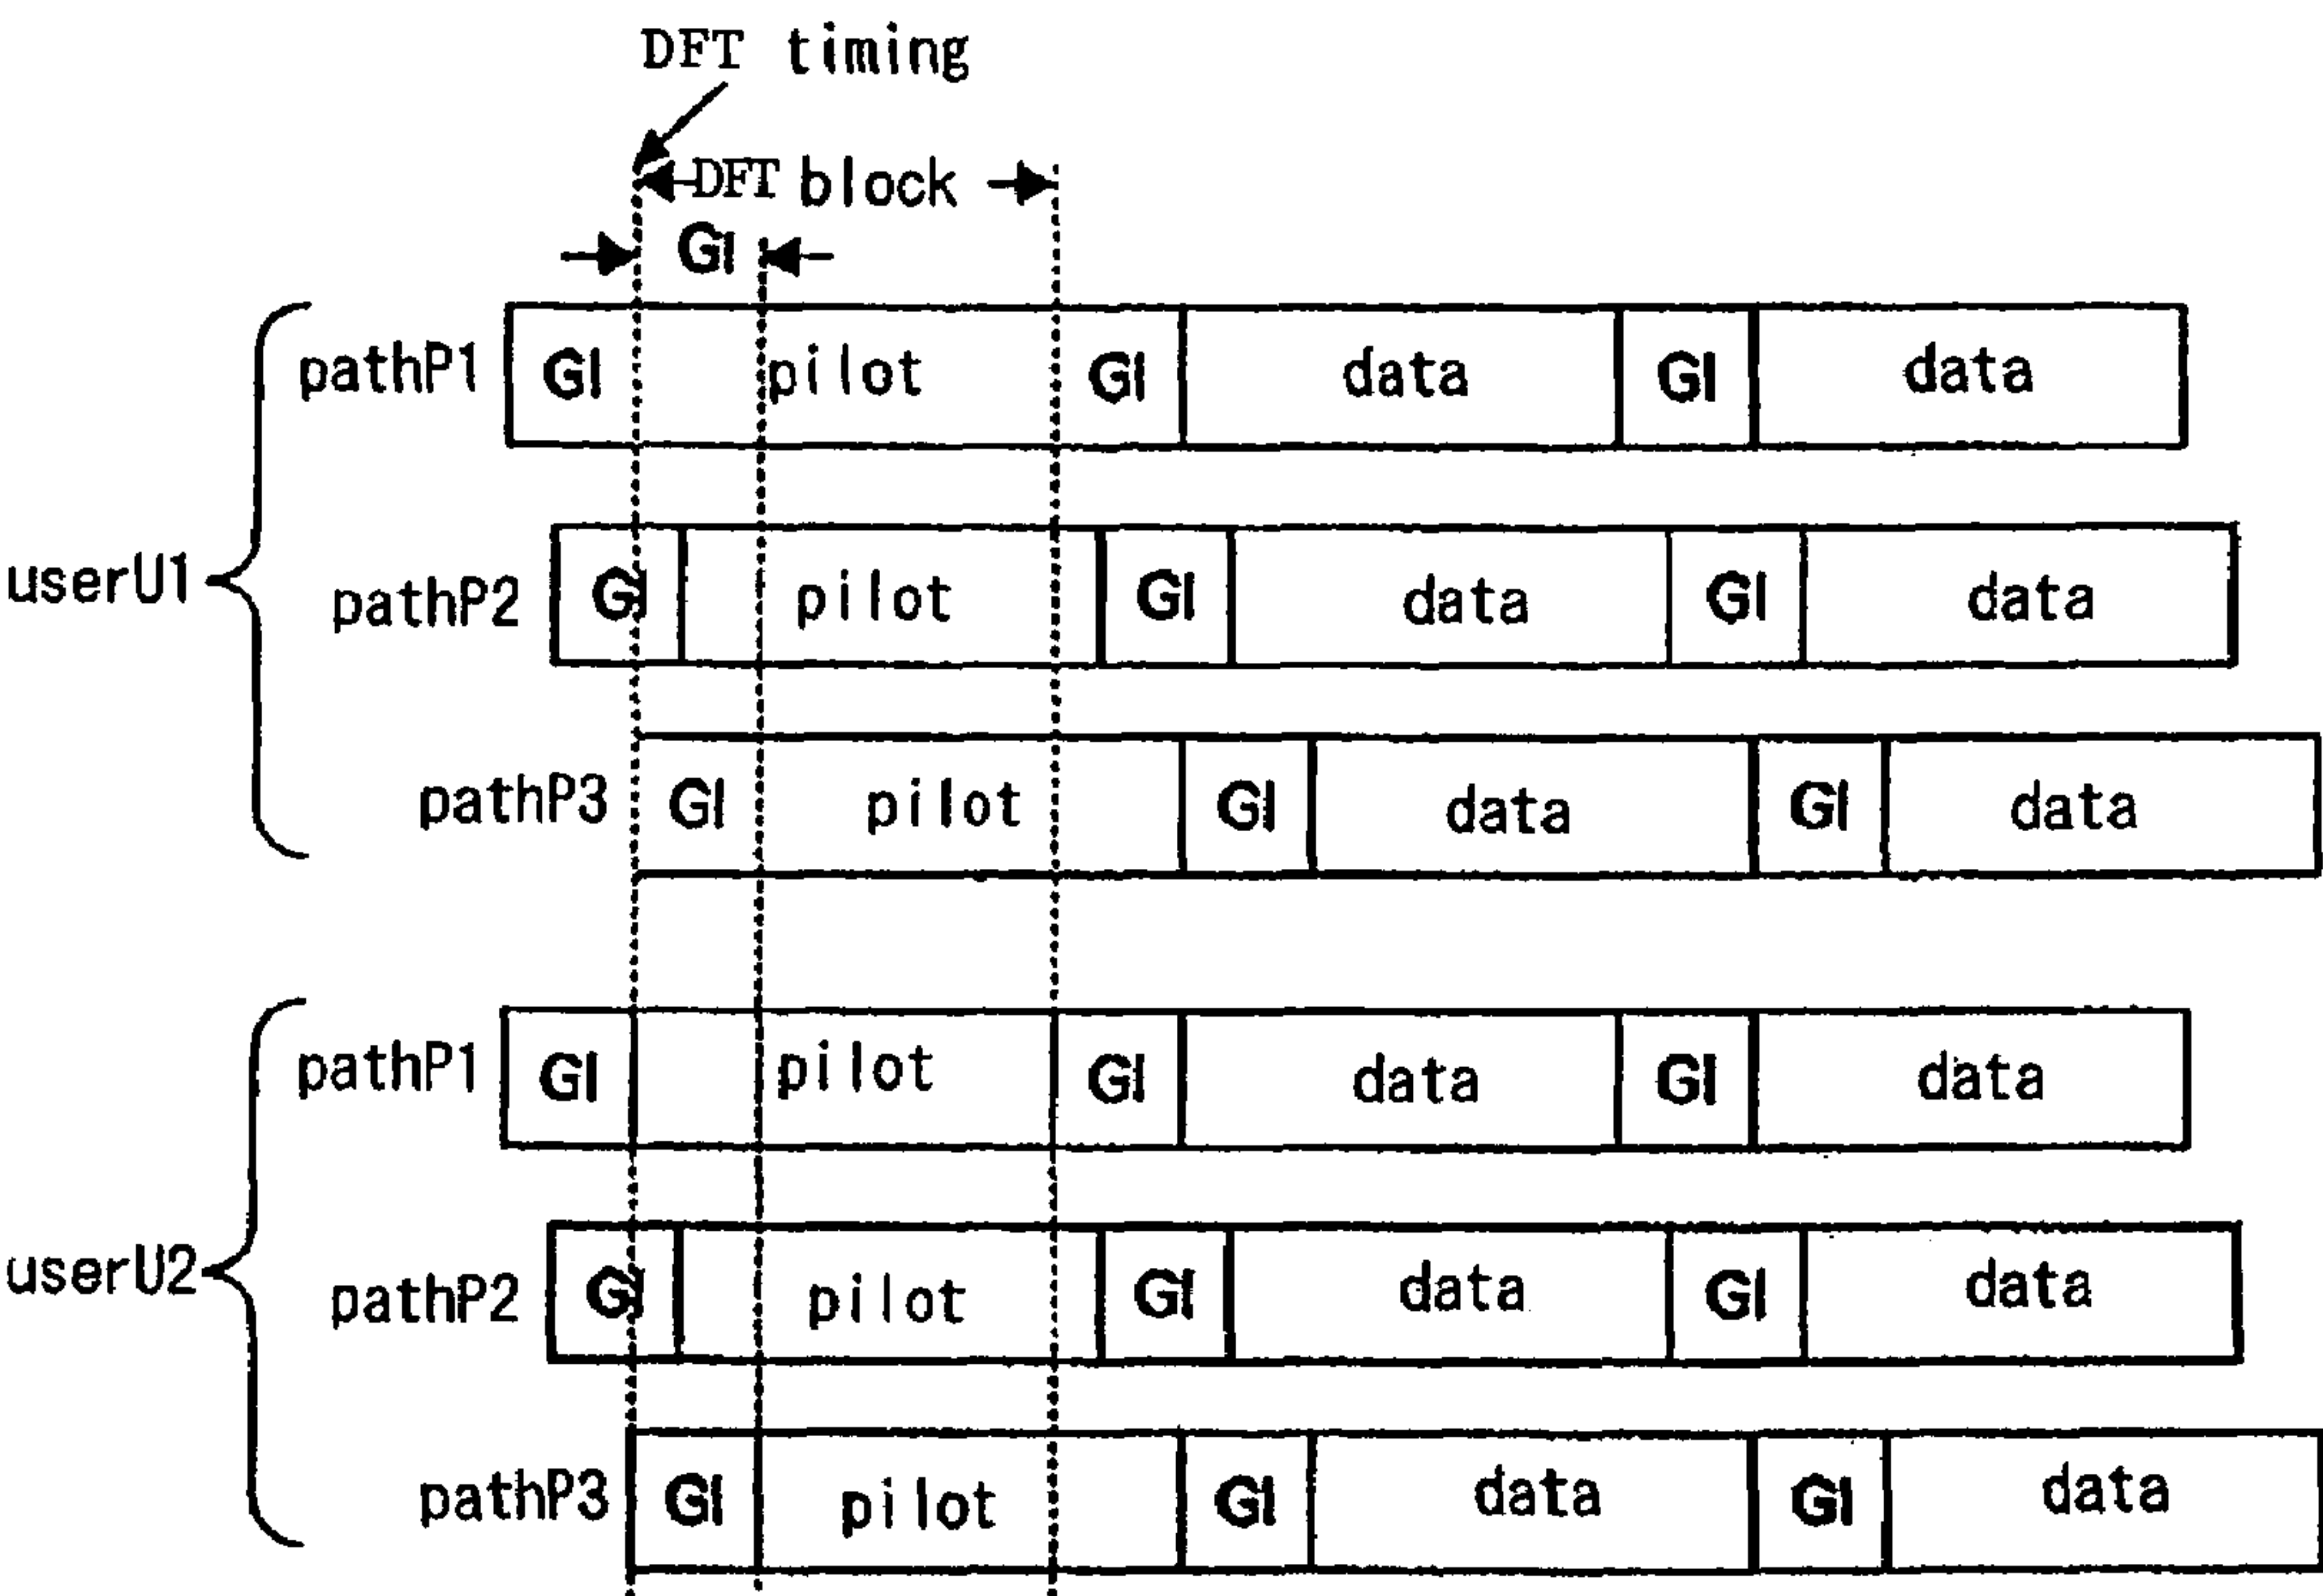 DFT timing
DFT block
GI
pathP1 GI pilot GI data GI data
userU1 pathP2 GI pilot GI data GI data
pathP3 GI pilot GI data GI data
pathP1 GI pilot GI data GI data
userU2 pathP2 GI pilot GI data GI data
pathP3 GI pilot GI data GI data